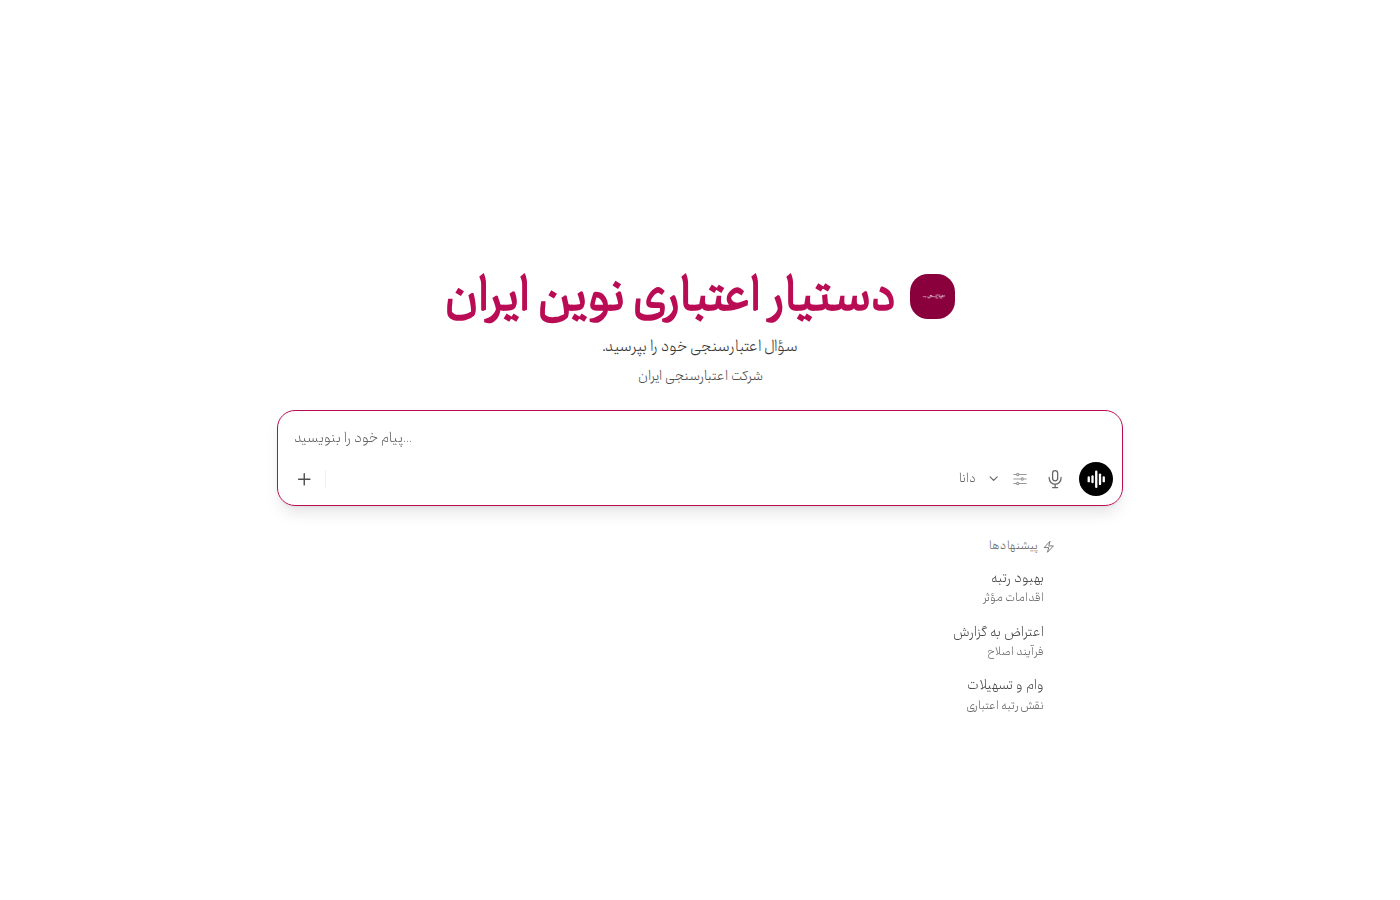 دستیار اعتباری نوین ایران
سؤال اعتبارسنجی خود را بپرسید.
شرکت اعتبارسنجی ایران
پیام خود را بنویسید...
دانا
پیشنهادها
بهبود رتبه
اقدامات مؤثر
اعتراض به گزارش
فرآیند اصلاح
وام و تسهیلات
نقش رتبه اعتباری